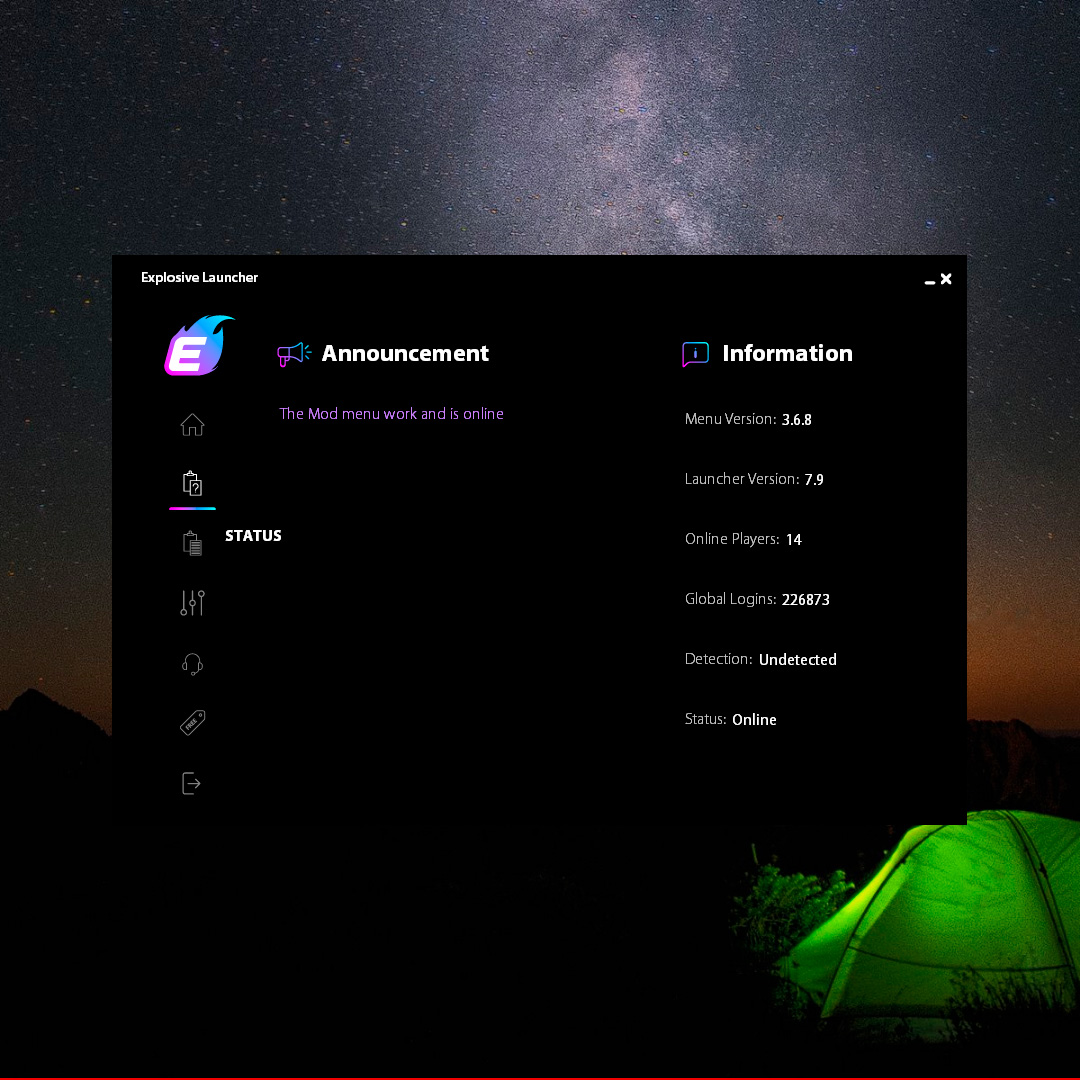 Explosive Launcher
E
Announcement
The Mod menu work and is online
STATUS
FREE
Information
Menu Version: 3.6.8
Launcher Version: 7.9
Online Players: 14
Global Logins: 226873
Detection: Undetected
Status: Online